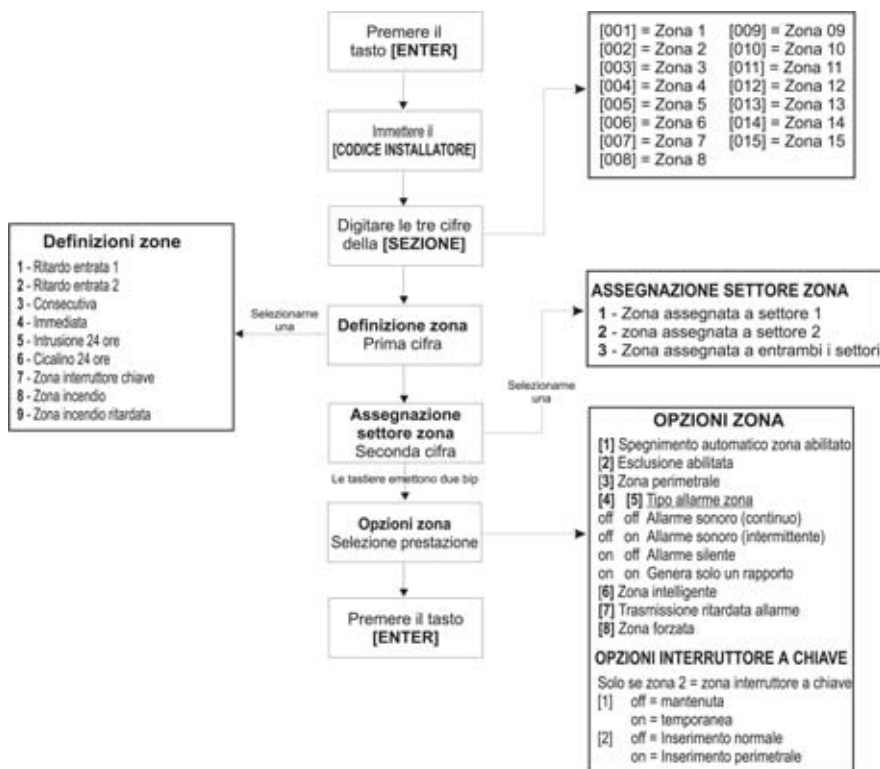 Premere il
tasto [ENTER]
Immettere il
[CODICE INSTALLATORE]
Digitare le tre cifre
della [SEZIONE]
[001] = Zona 1 [009] = Zona 09
[002] = Zona 2 [010] = Zona 10
[003] = Zona 3 [011] = Zona 11
[004] = Zona 4 [012] = Zona 12
[005] = Zona 5 [013] = Zona 13
[006] = Zona 6 [014] = Zona 14
[007] = Zona 7 [015] = Zona 15
[008] = Zona 8
Definizioni zone
1 - Ritardo entrata 1
2 - Ritardo entrata 2
3 - Consecutiva
4 - Immediata
5 - Intrusione 24 ore
6 - Cicalino 24 ore
7 - Zona interruttore chiave
8 - Zona incendio
9 - Zona incendio ritardata
Selezioname
una
Definizione zona
Prima cifra
ASSEGNAZIONE SETTORE ZONA
1 - Zona assegnata a settore 1
2 - zona assegnata a settore 2
3 - Zona assegnata a entrambi i settori
Selezioname
una
Assegnazione
settore zona
Seconda cifra
Le tastiere emettono due bip
Opzioni zona
Selezione prestazione
Premere il tasto
[ENTER]
OPZIONI ZONA
[1] Spegnimento automatico zona abilitato
[2] Esclusione abilitata
[3] Zona perimetrale
[4] [5] Tipo allarme zona
off off Allarme sonoro (continuo)
off on Allarme sonoro (intermittente)
on off Allarme silente
on on Genera solo un rapporto
[6] Zona intelligente
[7] Trasmissione ritardata allarme
[8] Zona forzata
OPZIONI INTERRUTTORE A CHIAVE
Solo se zona 2 = zona interruttore a chiave
[1] off = mantenuta
on = temporanea
[2] off = Inserimento normale
on = Inserimento perimetrale